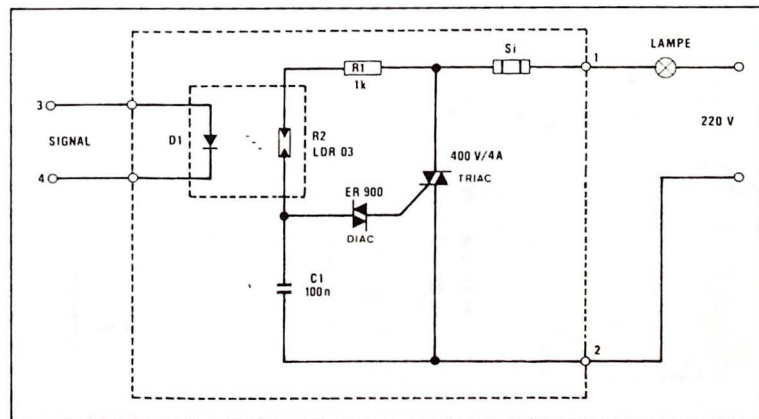 Si
1
LAMPE
R1
1k
3
SIGNAL
4
D1
R2
LDR 03
220 V
400 V/4A
TRIAC
ER 900
DIAC
C1
100n
2